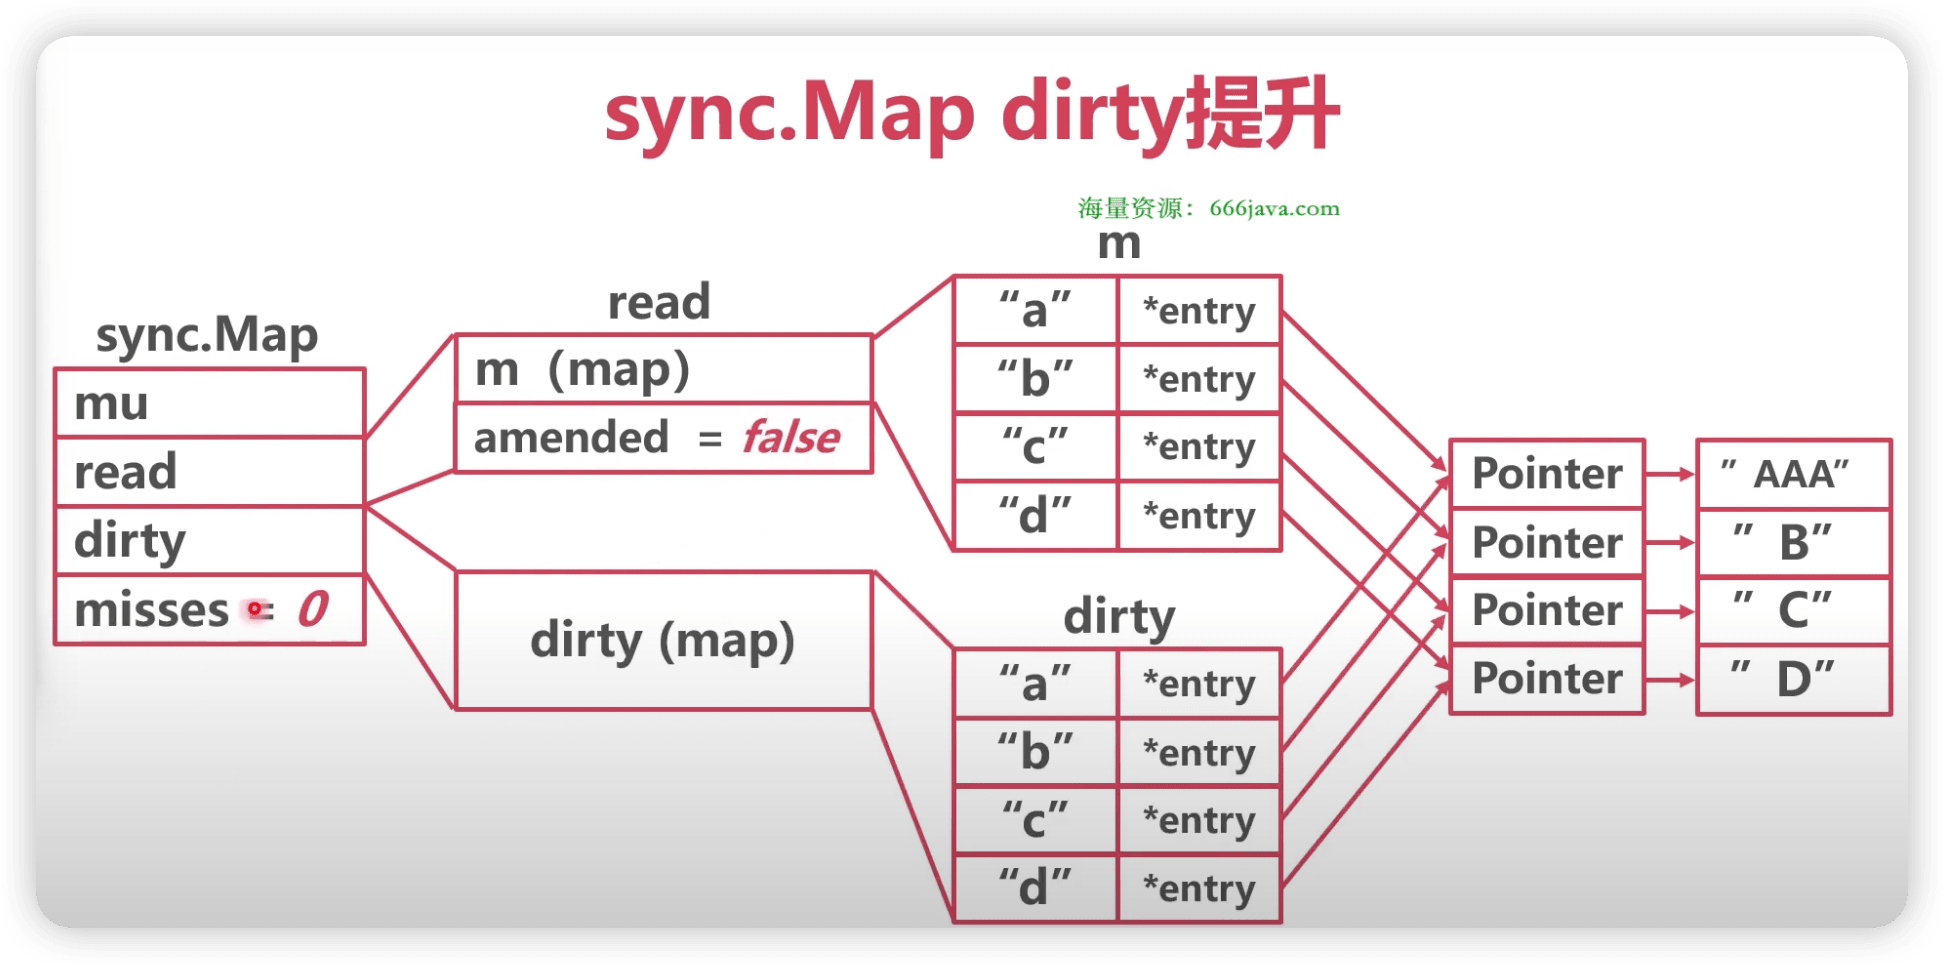 sync.Map dirty提升
海量资源：666java.com
sync.Map
mu
read
dirty
misses = 0
read
m（map）
amended = false
dirty (map)
m
“a” *entry
“b” *entry
“c” *entry
“d” *entry
dirty
“a” *entry
“b” *entry
“c” *entry
“d” *entry
Pointer ” AAA”
Pointer ” B”
Pointer ” C”
Pointer ” D”